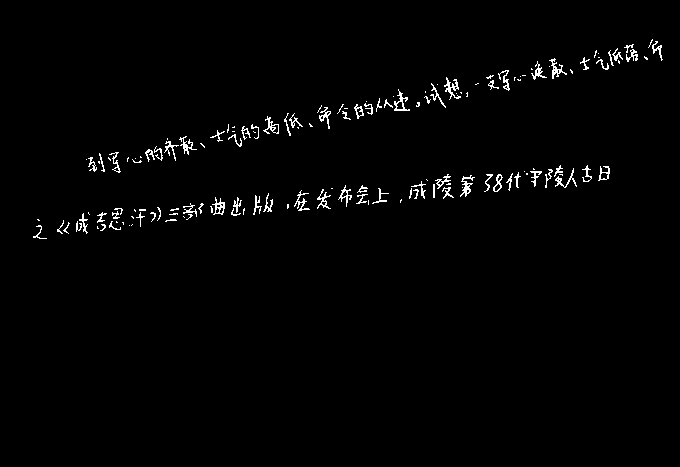 到军心的齐散、士气的高低、命令的从违。试想,一支军心涣散、士气低落、命
之《成吉思汗》三部曲出版,在发布会上,成陵第38代守陵人古日